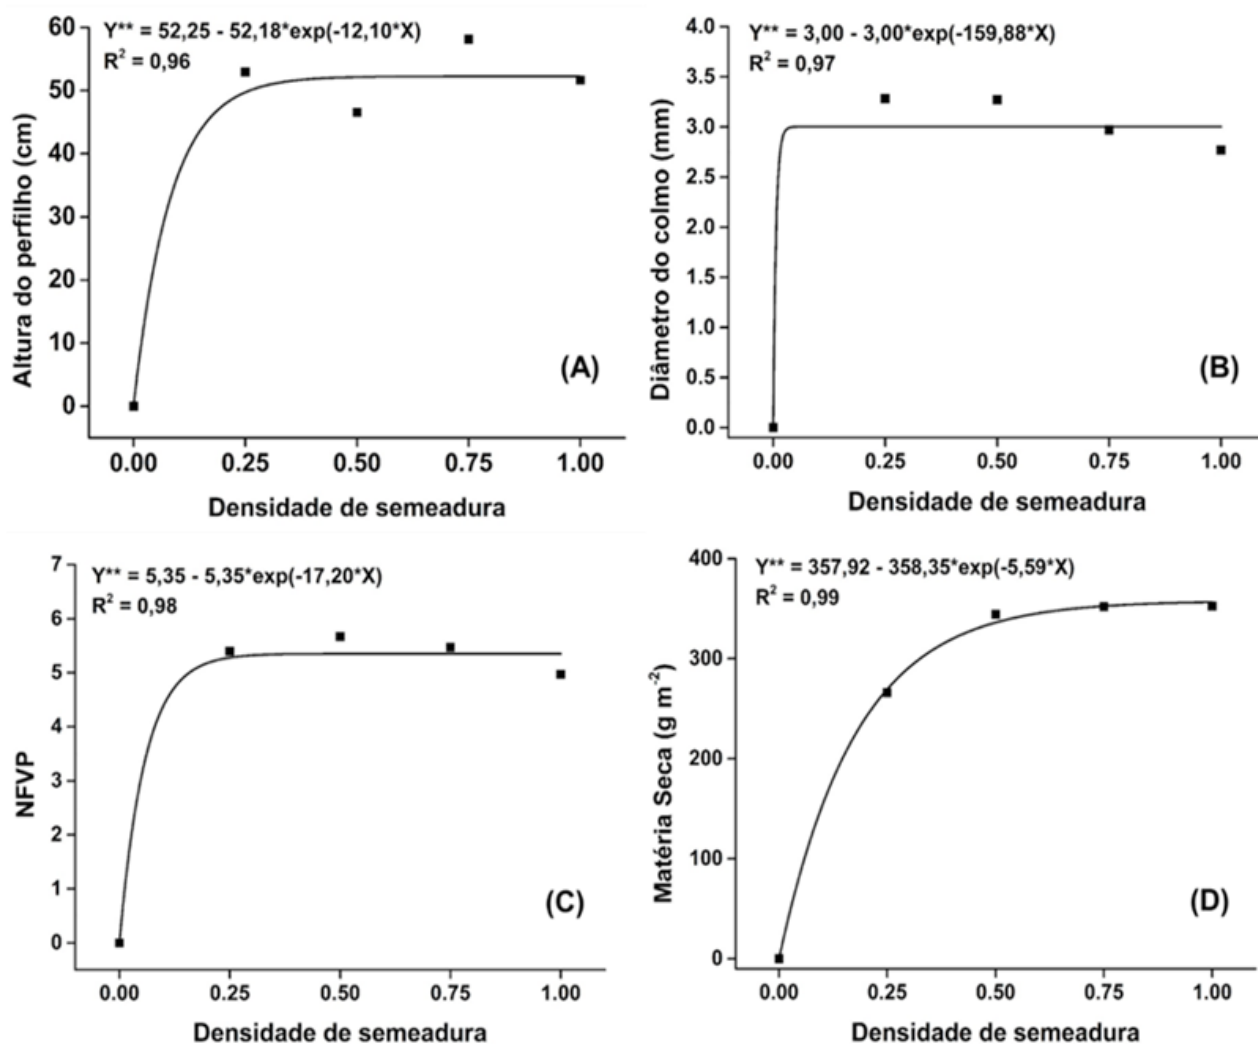 Y** = 52,25 - 52,18*exp(-12,10*X)
R² = 0,96
60
50
40
30
20
10
0
Altura do perfilho (cm)
(A)
0.00 0.25 0.50 0.75 1.00
Densidade de semeadura
Y** = 3,00 - 3,00*exp(-159,88*X)
R² = 0,97
4.0
3.5
3.0
2.5
2.0
1.5
1.0
0.5
0.0
Diâmetro do colmo (mm)
(B)
0.00 0.25 0.50 0.75 1.00
Densidade de semeadura
Y** = 5,35 - 5,35*exp(-17,20*X)
R² = 0,98
7
6
5
4
3
2
1
0
NFVP
(C)
0.00 0.25 0.50 0.75 1.00
Densidade de semeadura
Y** = 357,92 - 358,35*exp(-5,59*X)
R² = 0,99
400
300
200
100
0
Matéria Seca (g m⁻²)
(D)
0.00 0.25 0.50 0.75 1.00
Densidade de semeadura